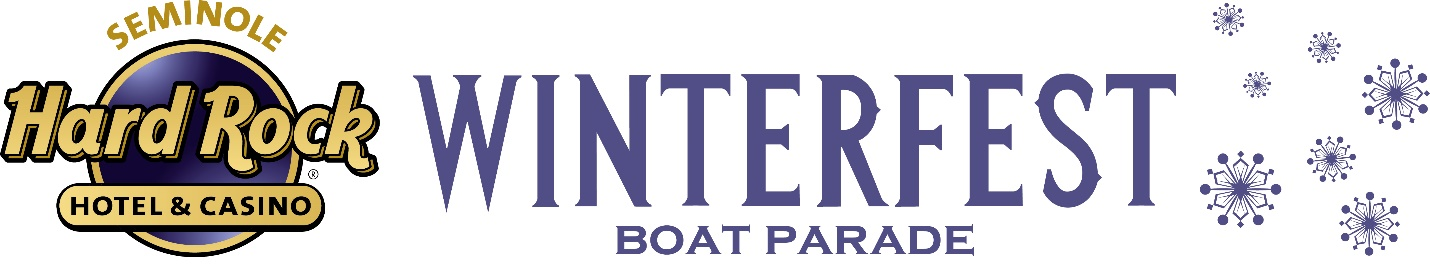 SEMINOLE
Hard Rock®
HOTEL & CASINO
WINTERFEST
BOAT PARADE